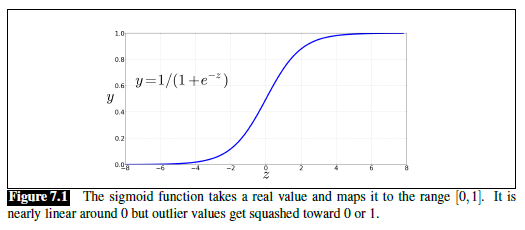 1.0
0.8
y=1/(1+e^{-z})
0.6
y
0.4
0.2
0.0
-8 -6 -4 -2 0 2 4 6 8
z
Figure 7.1 The sigmoid function takes a real value and maps it to the range [0,1]. It is
nearly linear around 0 but outlier values get squashed toward 0 or 1.